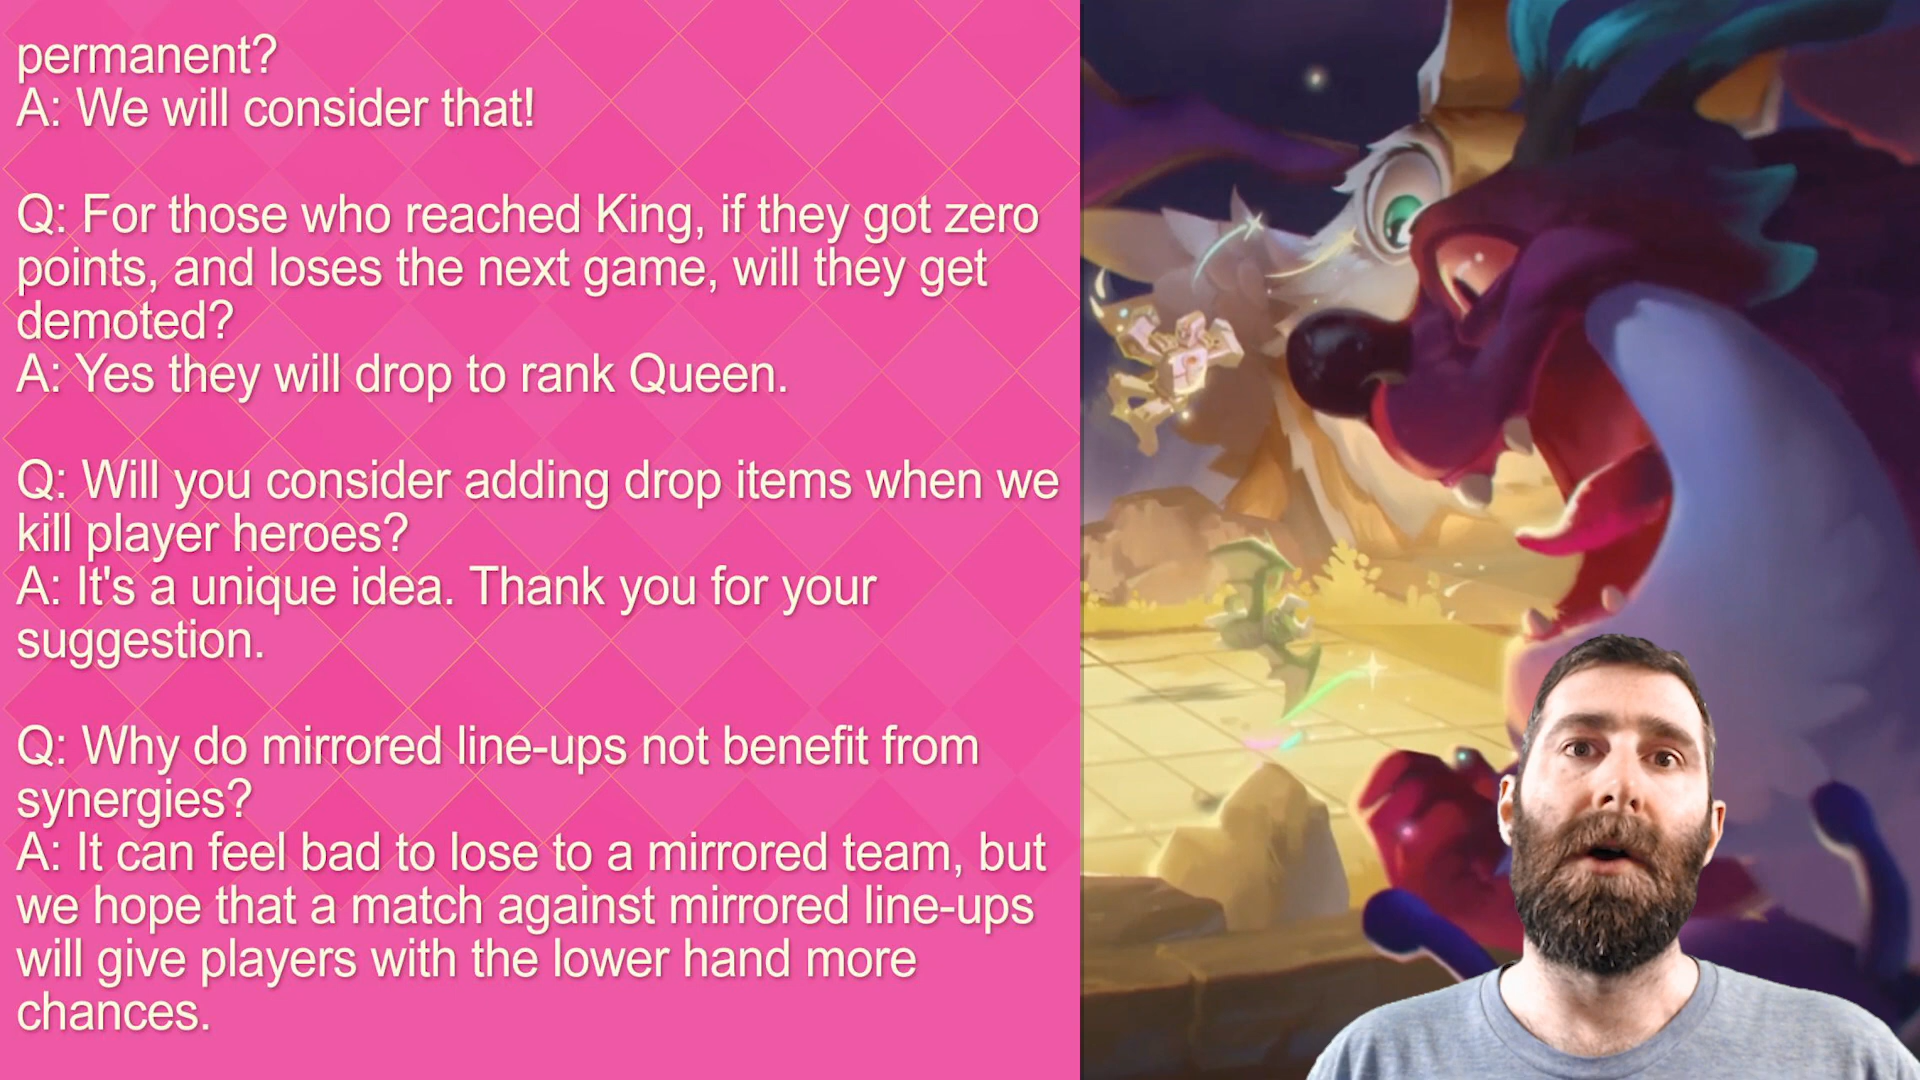 permanent?
A: We will consider that!
Q: For those who reached King, if they got zero
points, and loses the next game, will they get
demoted?
A: Yes they will drop to rank Queen.
Q: Will you consider adding drop items when we
kill player heroes?
A: It's a unique idea. Thank you for your
suggestion.
Q: Why do mirrored line-ups not benefit from
synergies?
A: It can feel bad to lose to a mirrored team, but
we hope that a match against mirrored line-ups
will give players with the lower hand more
chances.